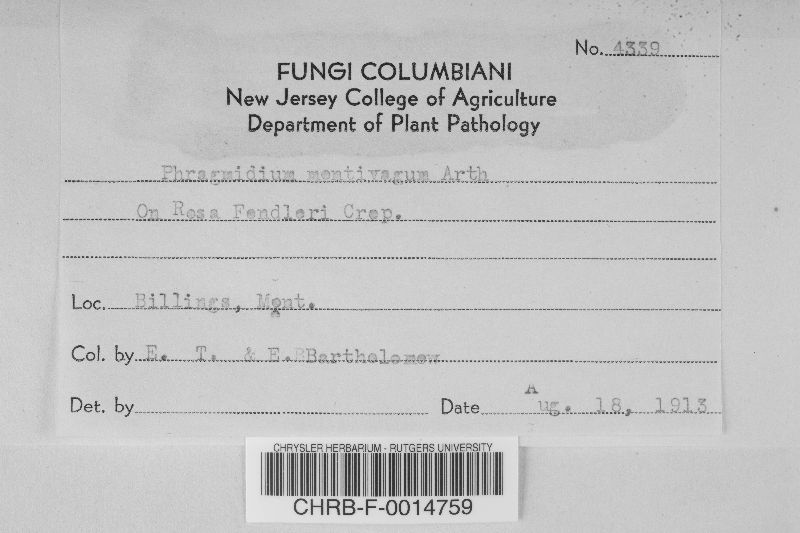 No. 4339
FUNGI COLUMBIANI
New Jersey College of Agriculture
Department of Plant Pathology
Phragmidium montivagum Arth
On Rosa Fendleri Crep.
Loc. Billings, Mont.
Col. by E. T. & E. Bartholomew
Det. by
Date Aug. 18, 1913
CHRYSLER HERBARIUM - RUTGERS UNIVERSITY
CHRB-F-0014759